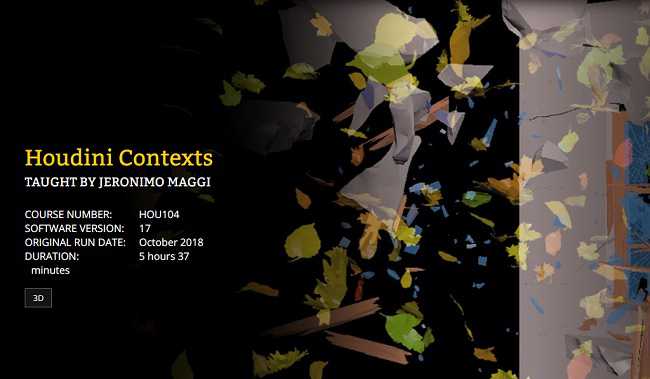 Houdini Contexts
TAUGHT BY JERONIMO MAGGI
COURSE NUMBER: HOU104
SOFTWARE VERSION: 17
ORIGINAL RUN DATE: October 2018
DURATION: 5 hours 37
minutes
3D